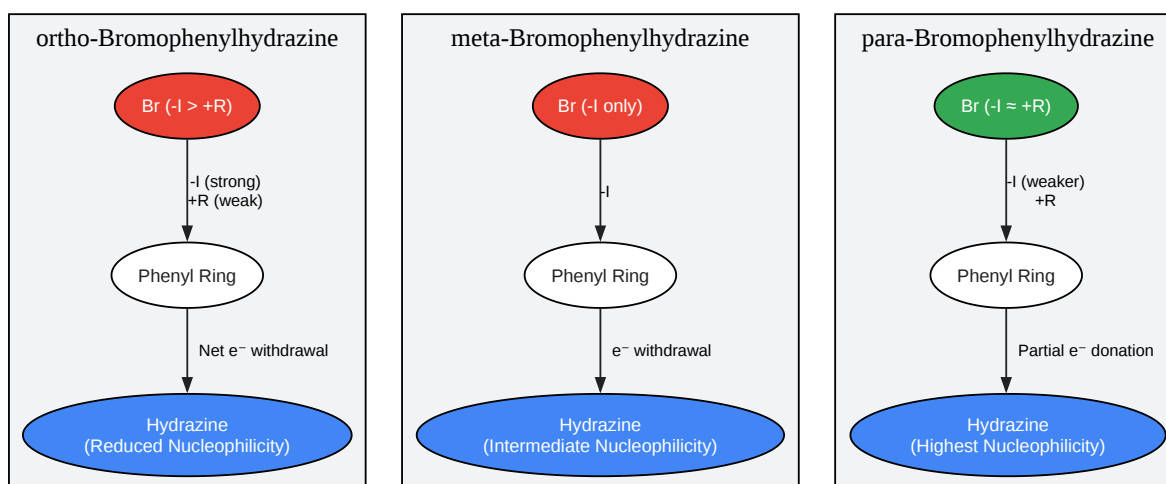 ortho-Bromophenylhydrazine
Br (-I > +R)
-I (strong)
+R (weak)
Phenyl Ring
Net e⁻ withdrawal
Hydrazine
(Reduced Nucleophilicity)
meta-Bromophenylhydrazine
Br (-I only)
-I
Phenyl Ring
e⁻ withdrawal
Hydrazine
(Intermediate Nucleophilicity)
para-Bromophenylhydrazine
Br (-I ≈ +R)
-I (weaker)
+R
Phenyl Ring
Partial e⁻ donation
Hydrazine
(Highest Nucleophilicity)